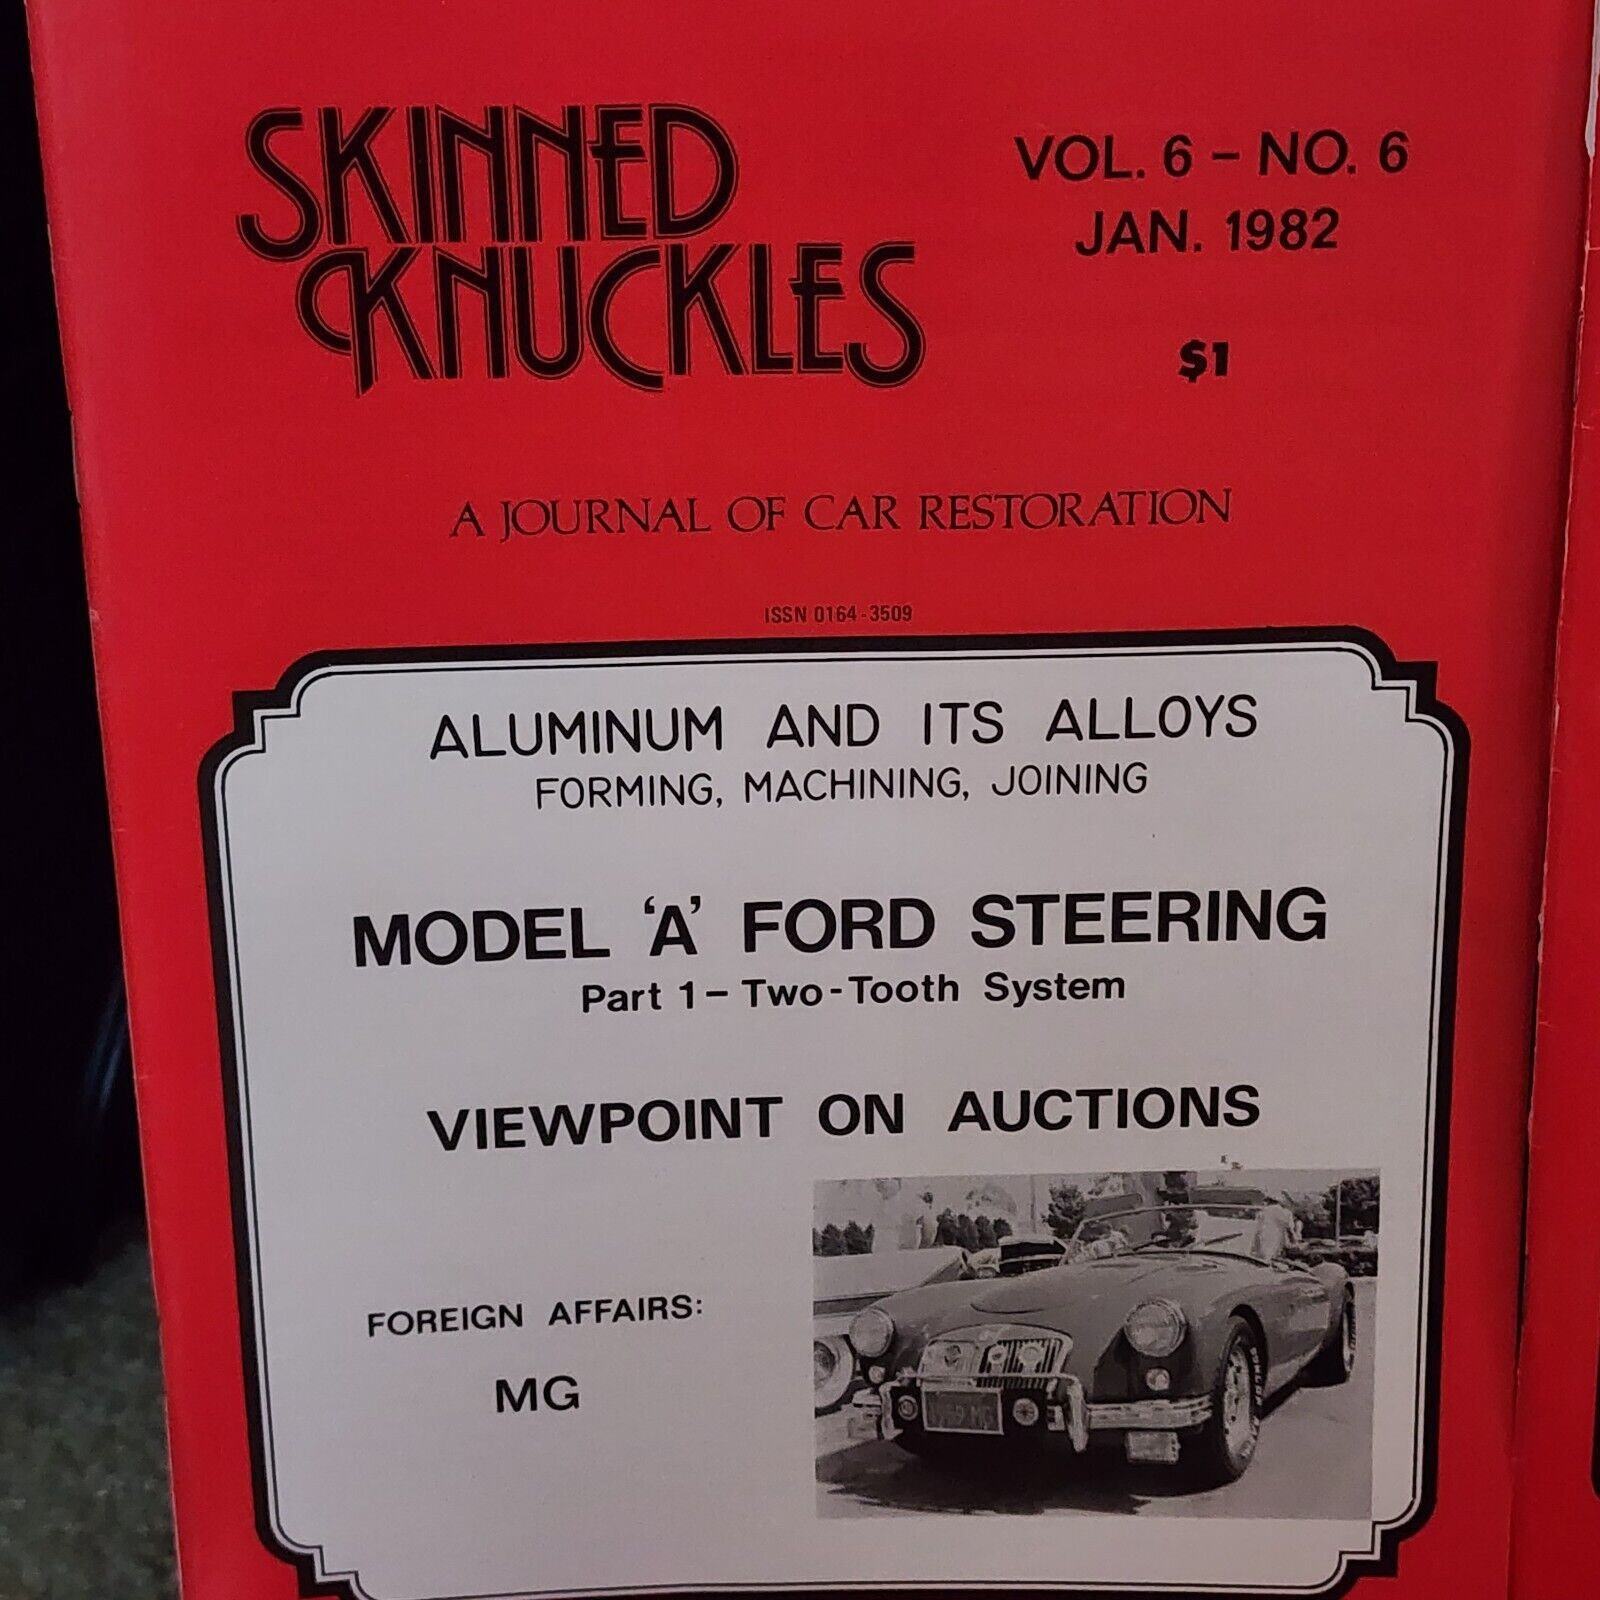 SKINNED
KNUCKLES
VOL. 6 – NO. 6
JAN. 1982
$1
A JOURNAL OF CAR RESTORATION
ISSN 0164-3509
ALUMINUM AND ITS ALLOYS
FORMING, MACHINING, JOINING
MODEL ‘A’ FORD STEERING
Part 1 – Two-Tooth System
VIEWPOINT ON AUCTIONS
FOREIGN AFFAIRS:
MG